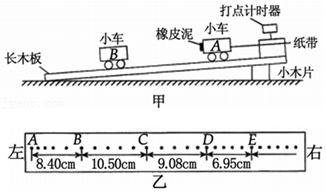 打点计时器
小车
橡皮泥
小车
纸带
B
A
长木板
小木片
甲
A B C D E
左 右
8.40cm 10.50cm 9.08cm 6.95cm
乙